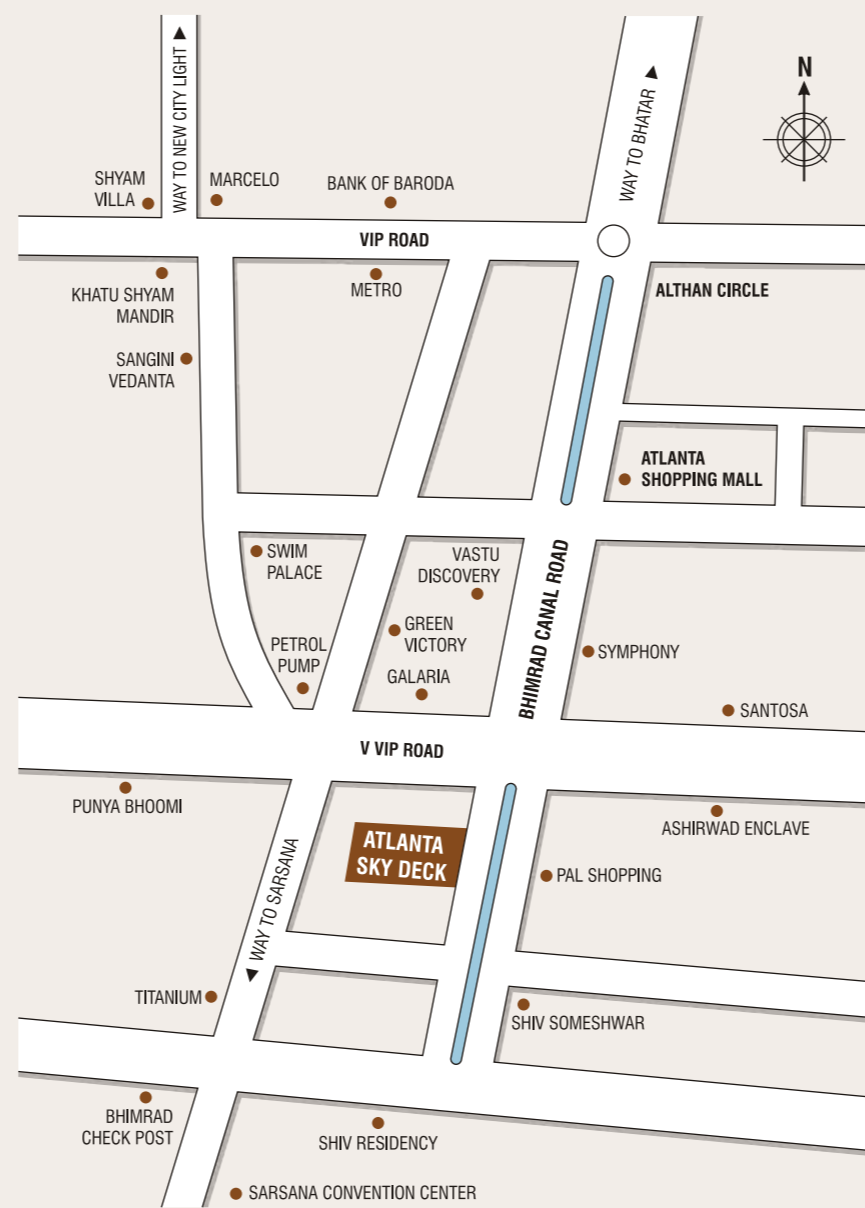 N
WAY TO NEW CITY LIGHT
WAY TO BHATAR
SHYAM
VILLA
MARCELO
BANK OF BARODA
VIP ROAD
KHATU SHYAM
MANDIR
METRO
ALTHAN CIRCLE
SANGINI
VEDANTA
ATLANTA
SHOPPING MALL
SWIM
PALACE
VASTU
DISCOVERY
BHIMRAD CANAL ROAD
GREEN
VICTORY
PETROL
PUMP
SYMPHONY
GALARIA
SANTOSA
V VIP ROAD
PUNYA BHOOMI
ASHIRWAD ENCLAVE
ATLANTA
SKY DECK
PAL SHOPPING
WAY TO SARSANA
TITANIUM
SHIV SOMESHWAR
BHIMRAD
CHECK POST
SHIV RESIDENCY
SARSANA CONVENTION CENTER